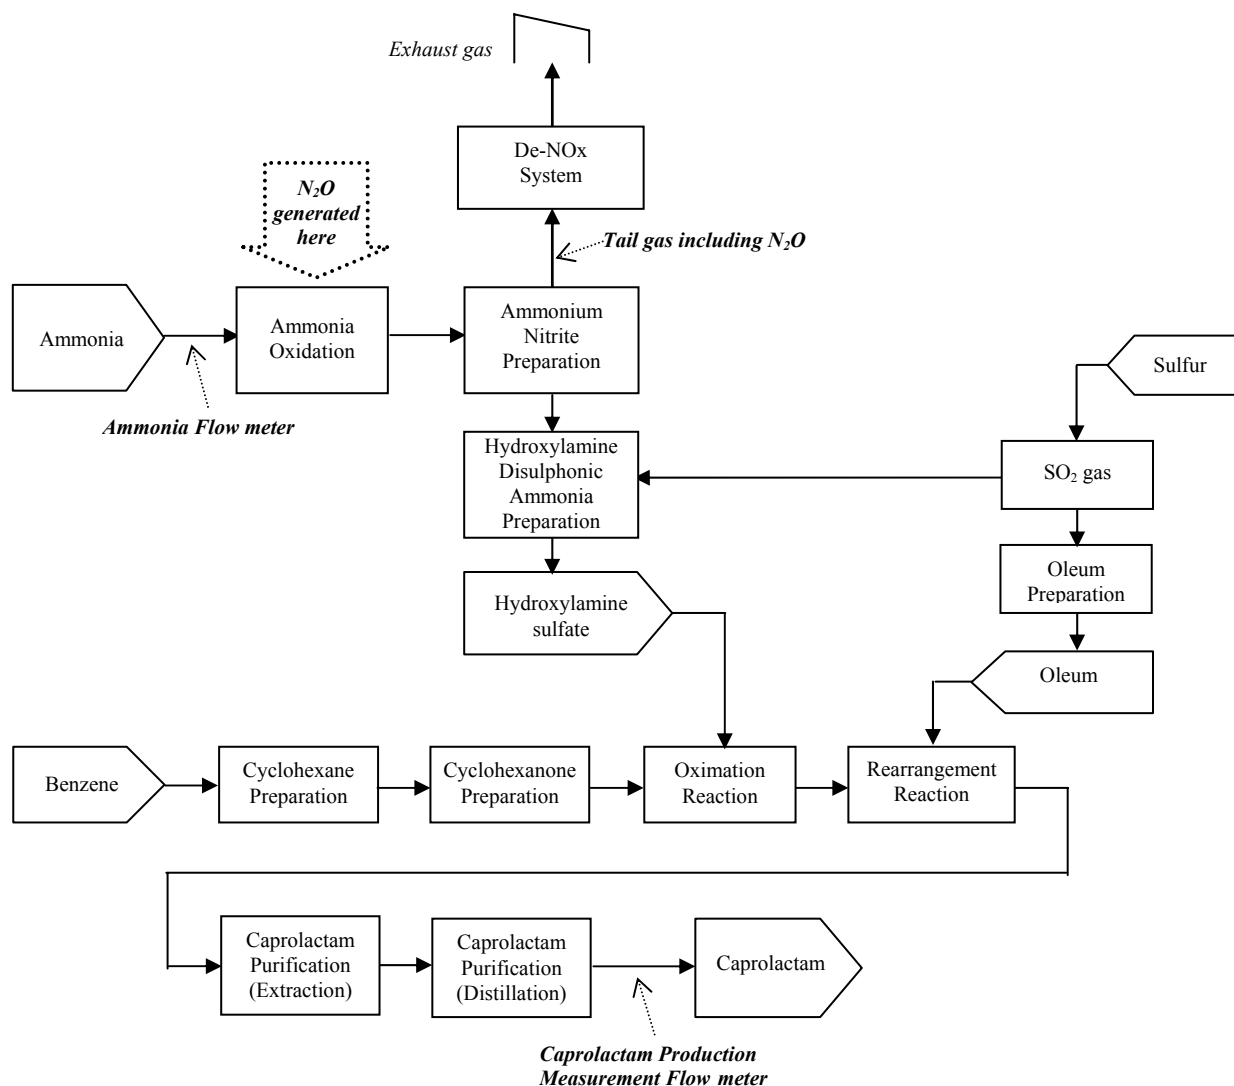 Exhaust gas
De-NOx
System
N₂O
generated
here
Tail gas including N₂O
Ammonia
Ammonia
Oxidation
Ammonium
Nitrite
Preparation
Sulfur
Ammonia Flow meter
Hydroxylamine
Disulphonic
Ammonia
Preparation
SO₂ gas
Oleum
Preparation
Hydroxylamine
sulfate
Oleum
Benzene
Cyclohexane
Preparation
Cyclohexanone
Preparation
Oximation
Reaction
Rearrangement
Reaction
Caprolactam
Purification
(Extraction)
Caprolactam
Purification
(Distillation)
Caprolactam
Caprolactam Production
Measurement Flow meter